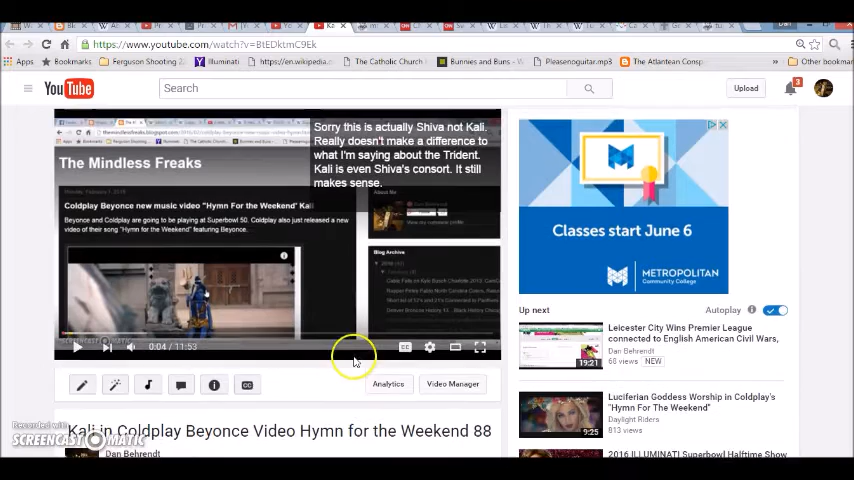 https://www.youtube.com/watch?v=BtEDktmC9Ek
Apps Bookmarks Ferguson Shooting Illuminati https://en.wikipedia. The Catholic Church Bunnies and Buns - Blog Pleasenoguitar.mp3 The Atlantean Consp Other bookmar
YouTube Search Upload 3
Sorry this is actually Shiva not Kali.
Really doesn't make a difference to
what I'm saying about the Trident.
Kali is even Shiva's consort. It still
makes sense.
The Mindless Freaks
Coldplay Beyonce new music video "Hymn For the Weekend" Kali
Beyonce and Coldplay are going to be playing at Superbowl 50. Coldplay also just released a new
video of their song "Hymn for the Weekend" featuring Beyonce.
About Me
Blog Archive
0:04 / 11:53
CC
Analytics Video Manager
Recorded with
SCREENCAST MATIC
Kali in Coldplay Beyonce Video Hymn for the Weekend 88
Dan Behrendt
Classes start June 6
METROPOLITAN
COMMUNITY COLLEGE
Up next Autoplay
Leicester City Wins Premier League
connected to English American Civil Wars,
Dan Behrendt
68 views NEW
19:21
Luciferian Goddess Worship in Coldplay's
"Hymn For The Weekend"
Daylight Riders
813 views
9:25
2016 ILLUMINATI Superbowl Halftime Show